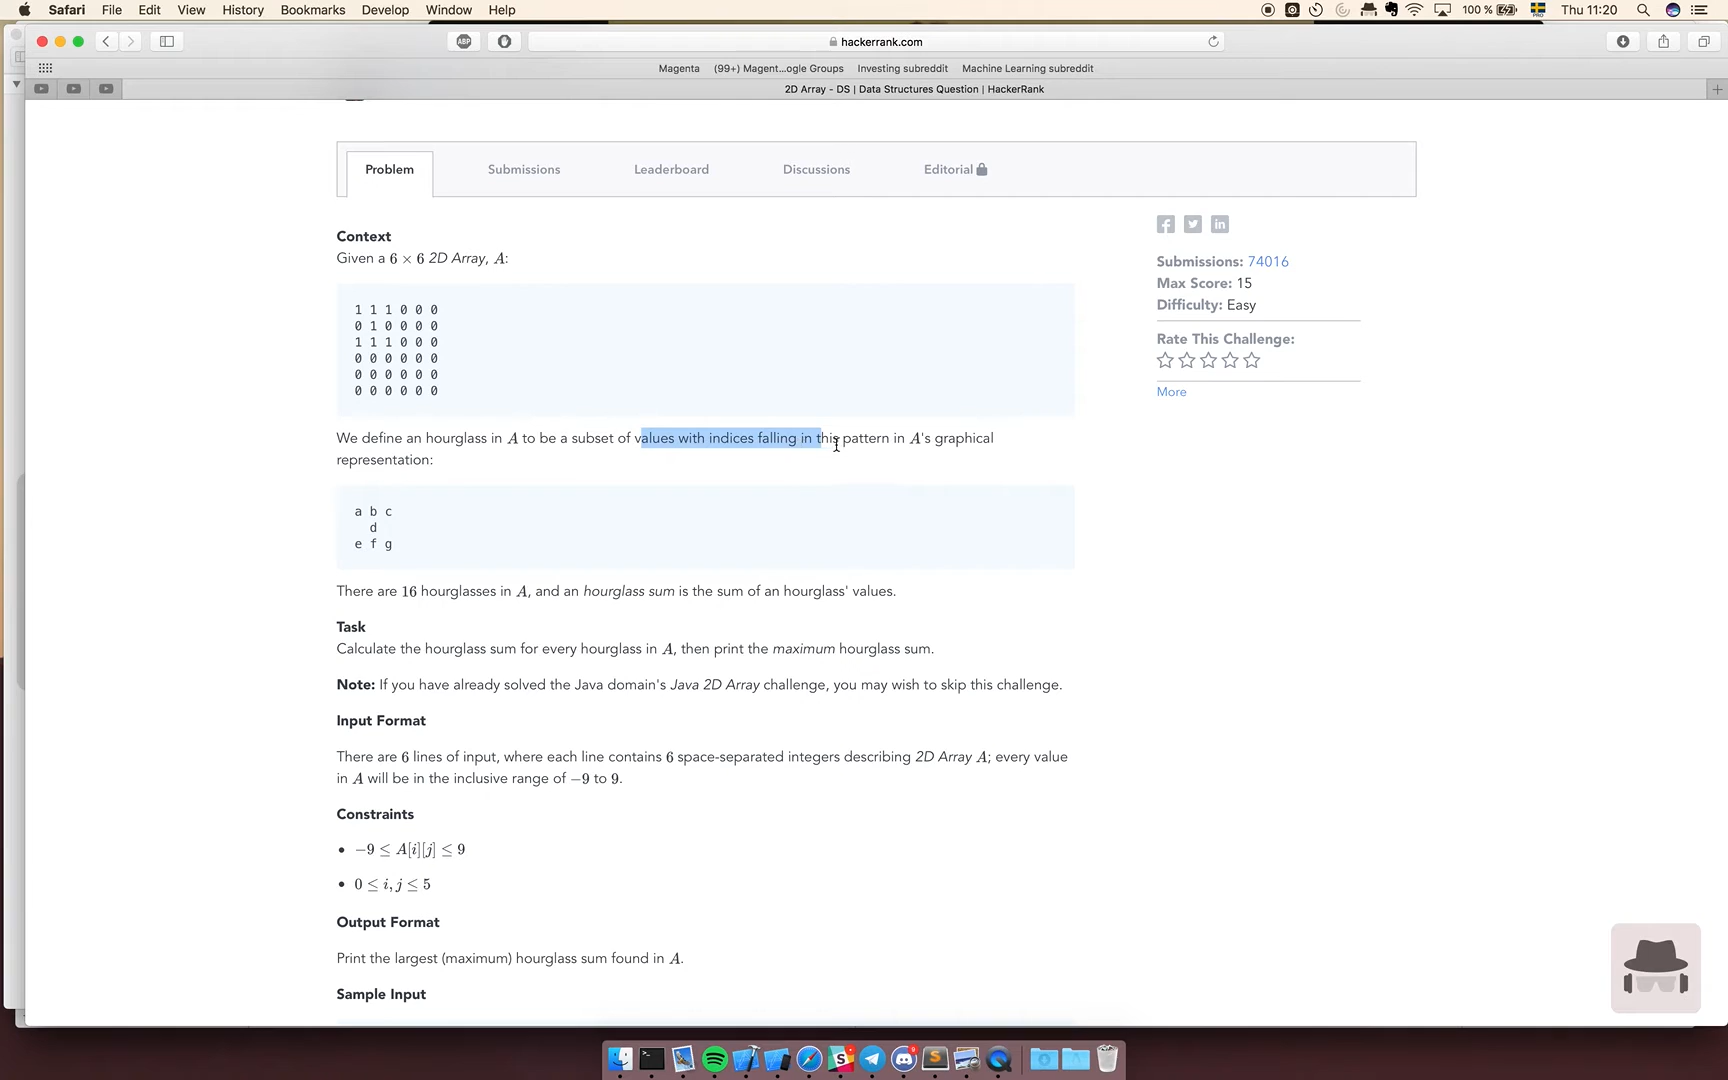 Safari File Edit View History Bookmarks Develop Window Help 100 % PRO Thu 11:20
ABP hackerrank.com
Magenta (99+) Magent...ogle Groups Investing subreddit Machine Learning subreddit
2D Array - DS | Data Structures Question | HackerRank
Problem Submissions Leaderboard Discussions Editorial
Context
Given a 6 × 6 2D Array, A:
1 1 1 0 0 0
0 1 0 0 0 0
1 1 1 0 0 0
0 0 0 0 0 0
0 0 0 0 0 0
0 0 0 0 0 0
We define an hourglass in A to be a subset of values with indices falling in this pattern in A's graphical
representation:
a b c
d
e f g
There are 16 hourglasses in A, and an hourglass sum is the sum of an hourglass' values.
Task
Calculate the hourglass sum for every hourglass in A, then print the maximum hourglass sum.
Note: If you have already solved the Java domain's Java 2D Array challenge, you may wish to skip this challenge.
Input Format
There are 6 lines of input, where each line contains 6 space-separated integers describing 2D Array A; every value
in A will be in the inclusive range of −9 to 9.
Constraints
• −9 ≤ A[i][j] ≤ 9
• 0 ≤ i, j ≤ 5
Output Format
Print the largest (maximum) hourglass sum found in A.
Sample Input
Submissions: 74016
Max Score: 15
Difficulty: Easy
Rate This Challenge:
More